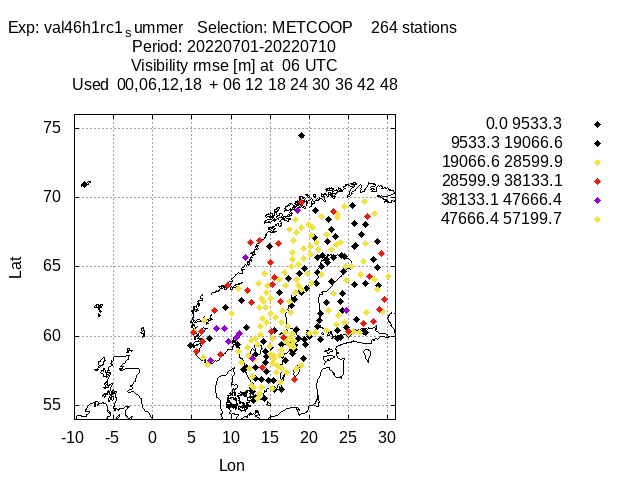 Exp: val46h1rc1summer Selection: METCOOP 264 stations
Period: 20220701-20220710
Visibility rmse [m] at 06 UTC
Used 00,06,12,18 + 06 12 18 24 30 36 42 48
0.0 9533.3
9533.3 19066.6
19066.6 28599.9
28599.9 38133.1
38133.1 47666.4
47666.4 57199.7
75
70
65
60
55
Lat
-10 -5 0 5 10 15 20 25 30
Lon